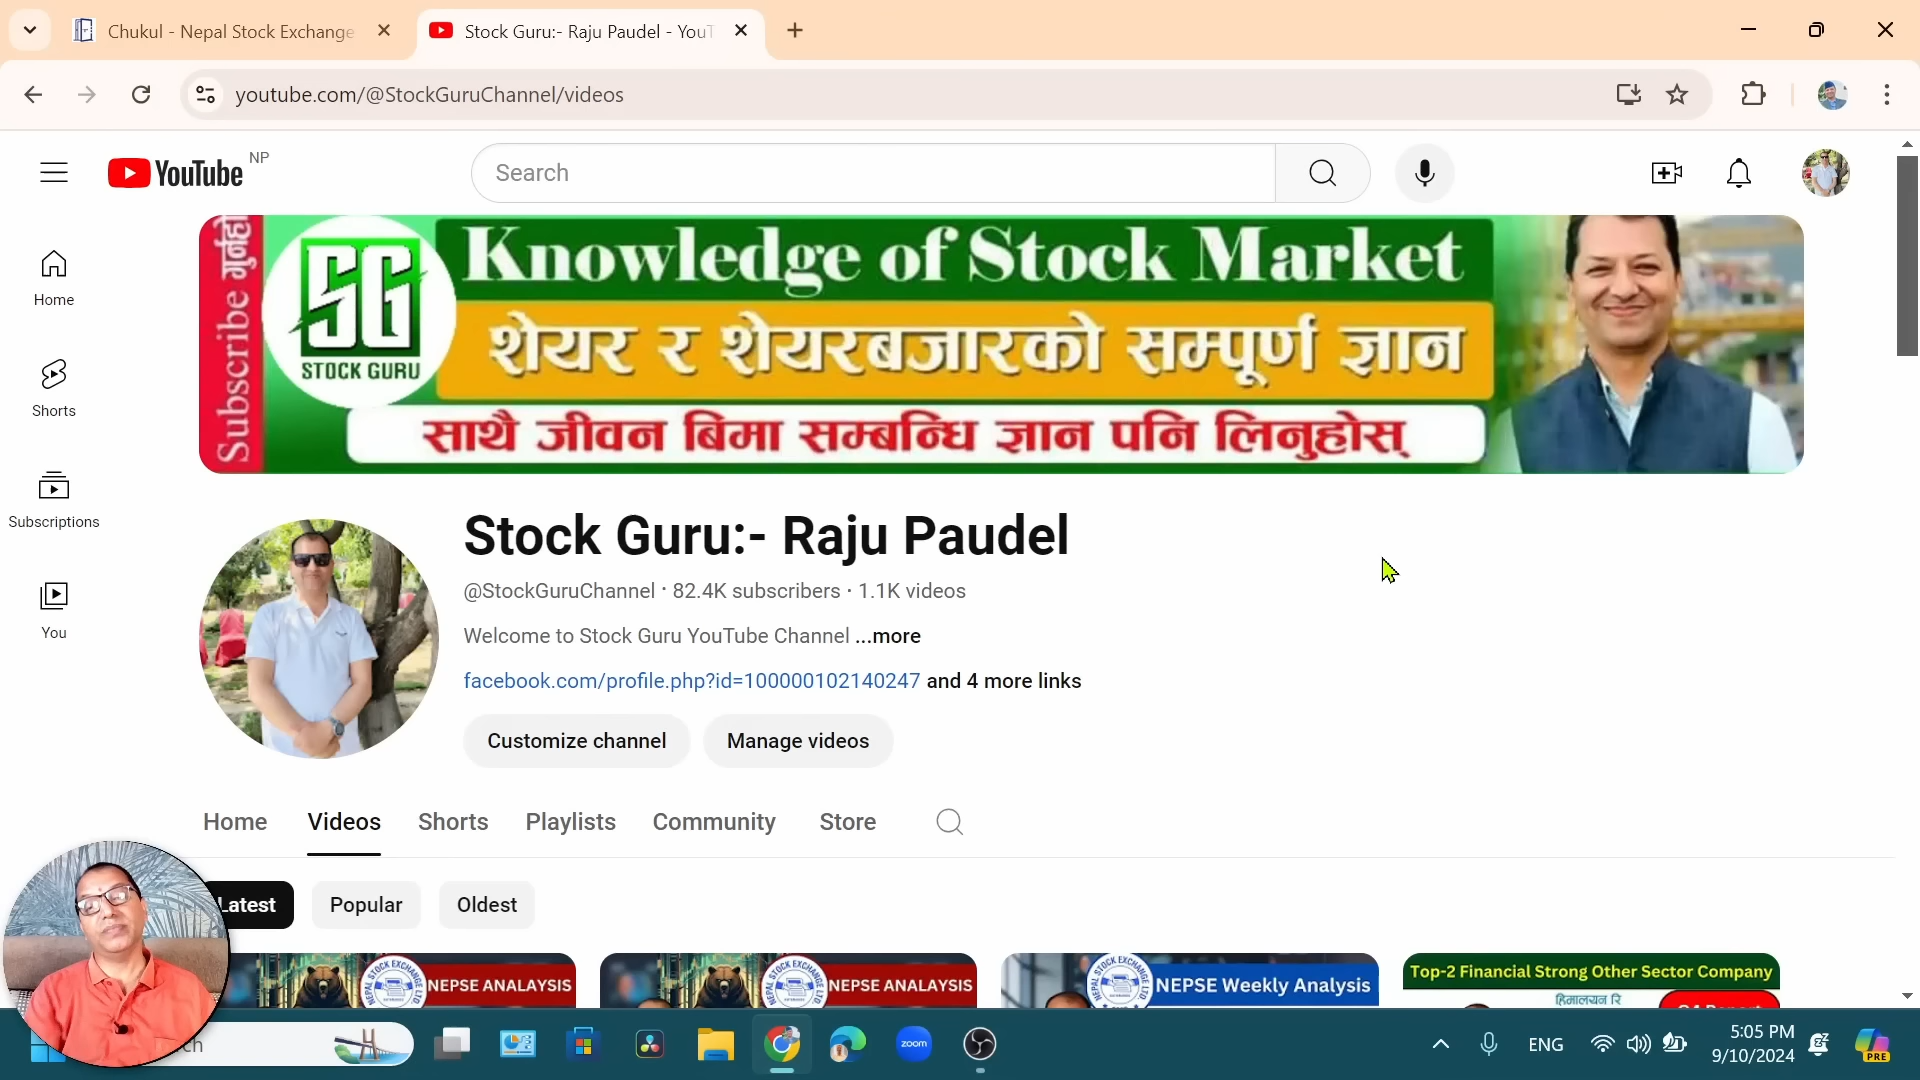 Chukul - Nepal Stock Exchange
Stock Guru:- Raju Paudel - YouT
youtube.com/@StockGuruChannel/videos
YouTube NP
Search
Home
Shorts
Subscriptions
You
Subscribe गर्नुहो
SG
STOCK GURU
Knowledge of Stock Market
शेयर र शेयरबजारको सम्पूर्ण ज्ञान
साथै जीवन बिमा सम्बन्धि ज्ञान पनि लिनुहोस्
Stock Guru:- Raju Paudel
@StockGuruChannel · 82.4K subscribers · 1.1K videos
Welcome to Stock Guru YouTube Channel ...more
facebook.com/profile.php?id=100000102140247 and 4 more links
Customize channel
Manage videos
Home
Videos
Shorts
Playlists
Community
Store
Latest
Popular
Oldest
NEPSE ANALAYSIS
NEPSE ANALAYSIS
NEPSE Weekly Analysis
Top-2 Financial Strong Other Sector Company
हिमालयन रि
zoom
ENG
5:05 PM
9/10/2024
PRE